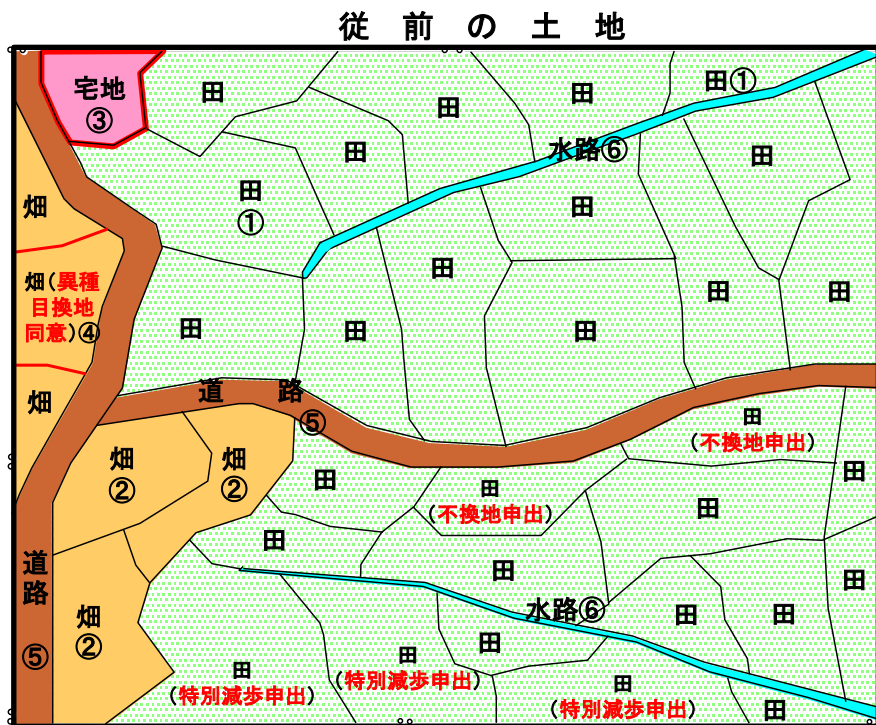 従前の土地
宅地
③
田
田
田
田①
田
田
水路⑥
田
①
田
畑
田
畑(異種
目換地
同意)④
田
田
田
田
田
田
畑
道路
⑤
田
(不換地申出)
畑
②
畑
②
田
田
(不換地申出)
田
田
田
田
道路
⑤
田
畑
②
水路⑥
田
田
田
田
(特別減歩申出)
田
(特別減歩申出)
田
(特別減歩申出)
田